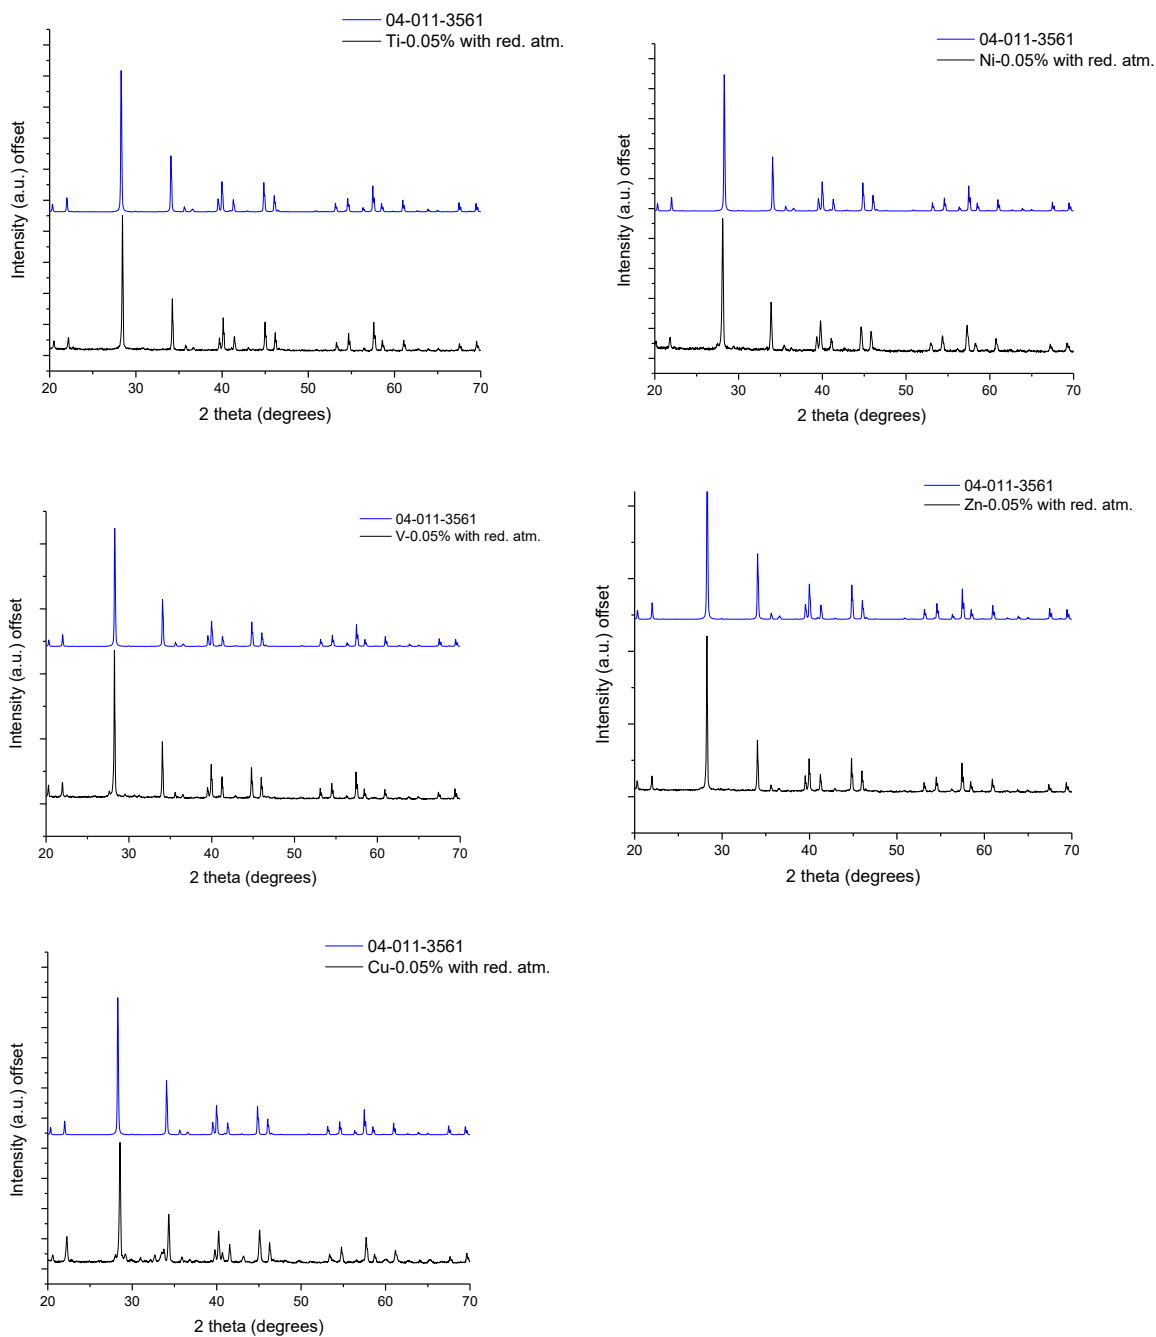 04-011-3561
Ti-0.05% with red. atm.
Intensity (a.u.) offset
20 30 40 50 60 70
2 theta (degrees)
04-011-3561
Ni-0.05% with red. atm.
Intensity (a.u.) offset
20 30 40 50 60 70
2 theta (degrees)
04-011-3561
V-0.05% with red. atm.
Intensity (a.u.) offset
20 30 40 50 60 70
2 theta (degrees)
04-011-3561
Zn-0.05% with red. atm.
Intensity (a.u.) offset
20 30 40 50 60 70
2 theta (degrees)
04-011-3561
Cu-0.05% with red. atm.
Intensity (a.u.) offset
20 30 40 50 60 70
2 theta (degrees)